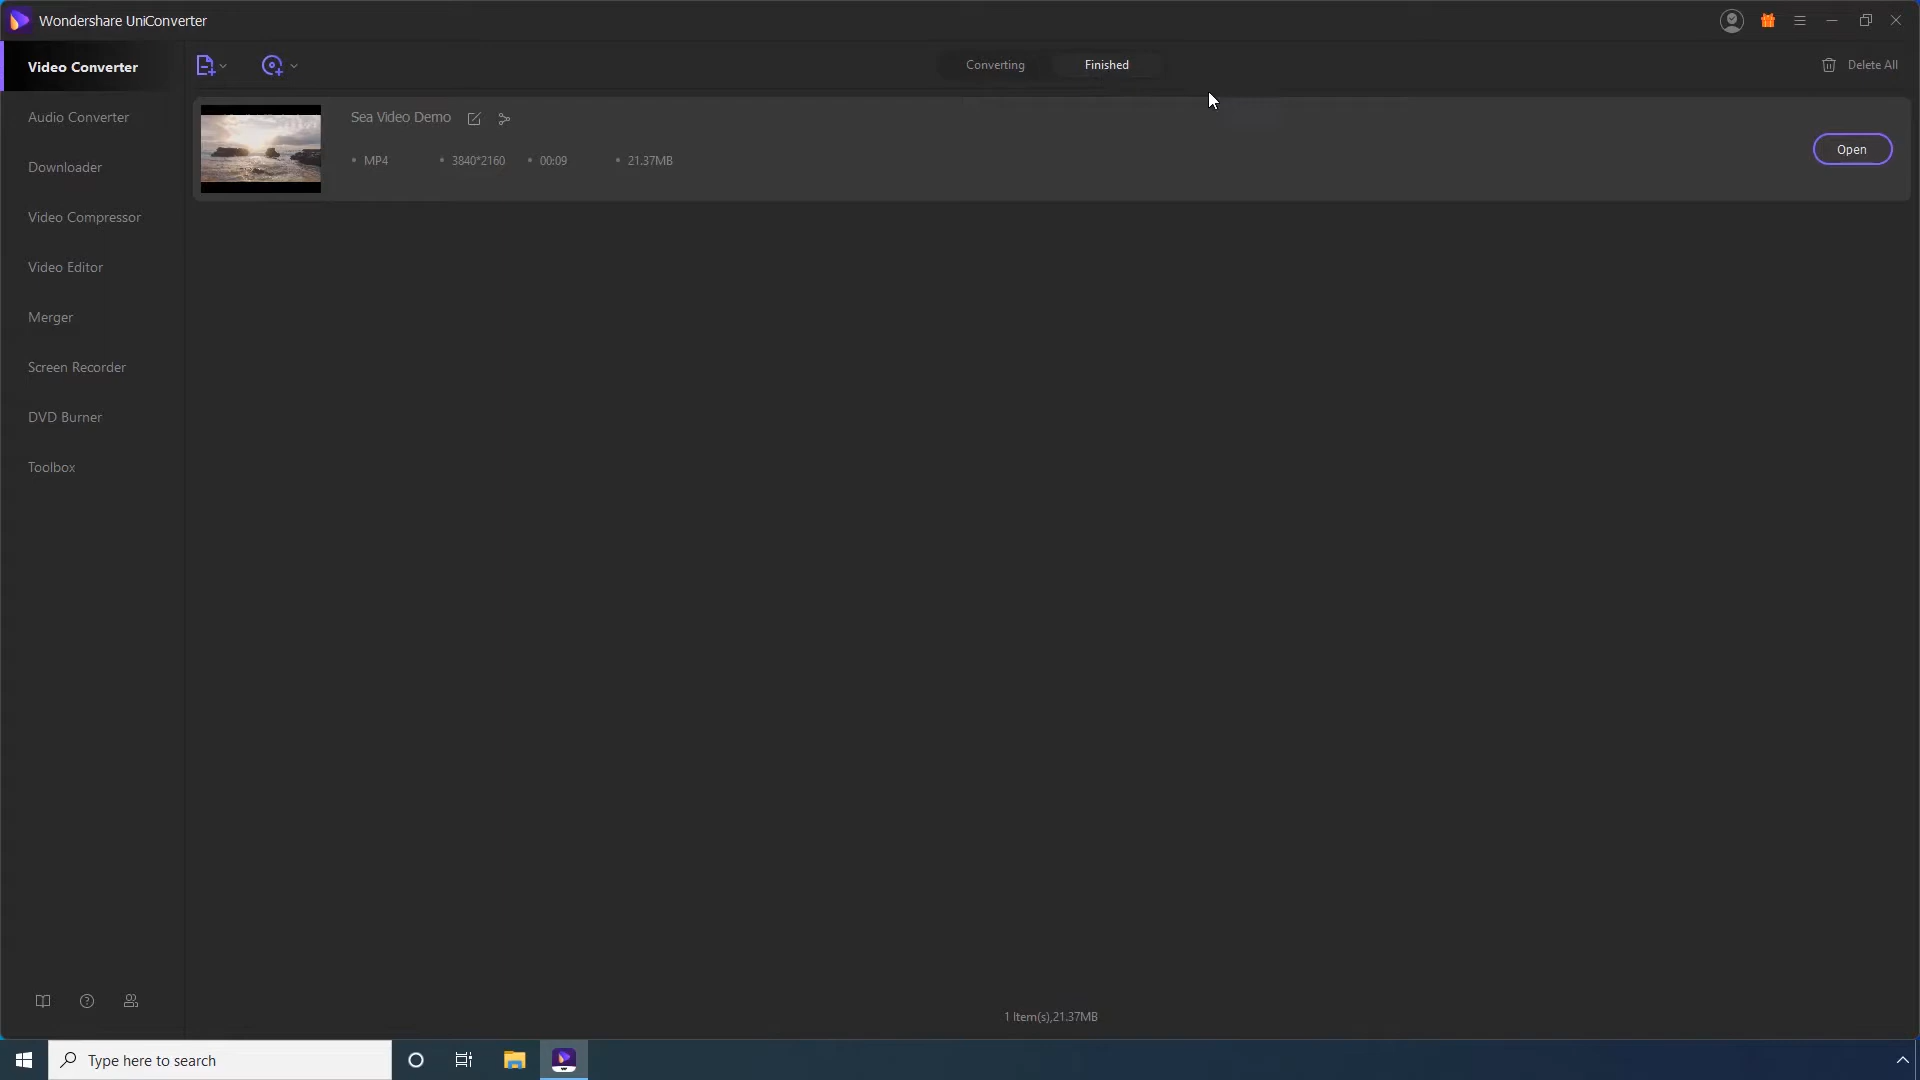 Wondershare UniConverter
Video Converter
Converting
Finished
Delete All
Audio Converter
Sea Video Demo
MP4
3840*2160
00:09
21.37MB
Open
Downloader
Video Compressor
Video Editor
Merger
Screen Recorder
DVD Burner
Toolbox
1 Item(s),21.37MB
Type here to search